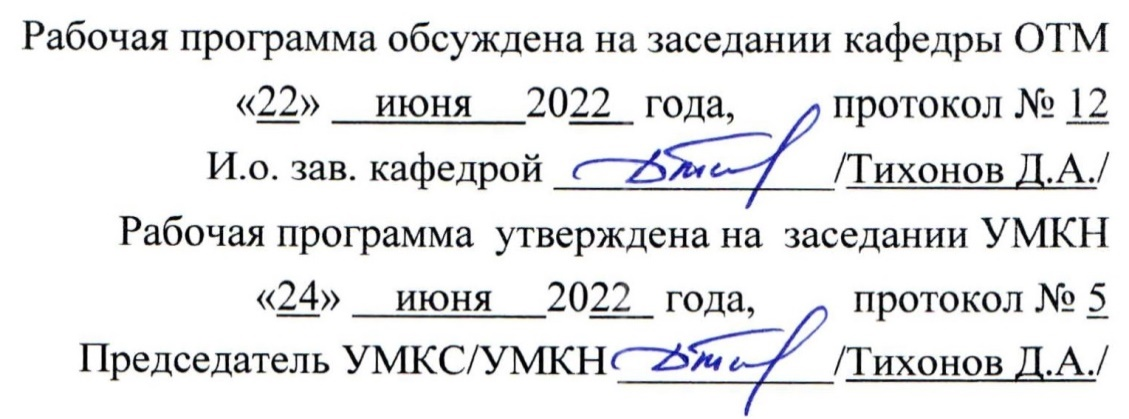 Рабочая программа обсуждена на заседании кафедры ОТМ
«22» июня 2022 года, протокол № 12
И.о. зав. кафедрой /Тихонов Д.А./
Рабочая программа утверждена на заседании УМКН
«24» июня 2022 года, протокол № 5
Председатель УМКС/УМКН /Тихонов Д.А./